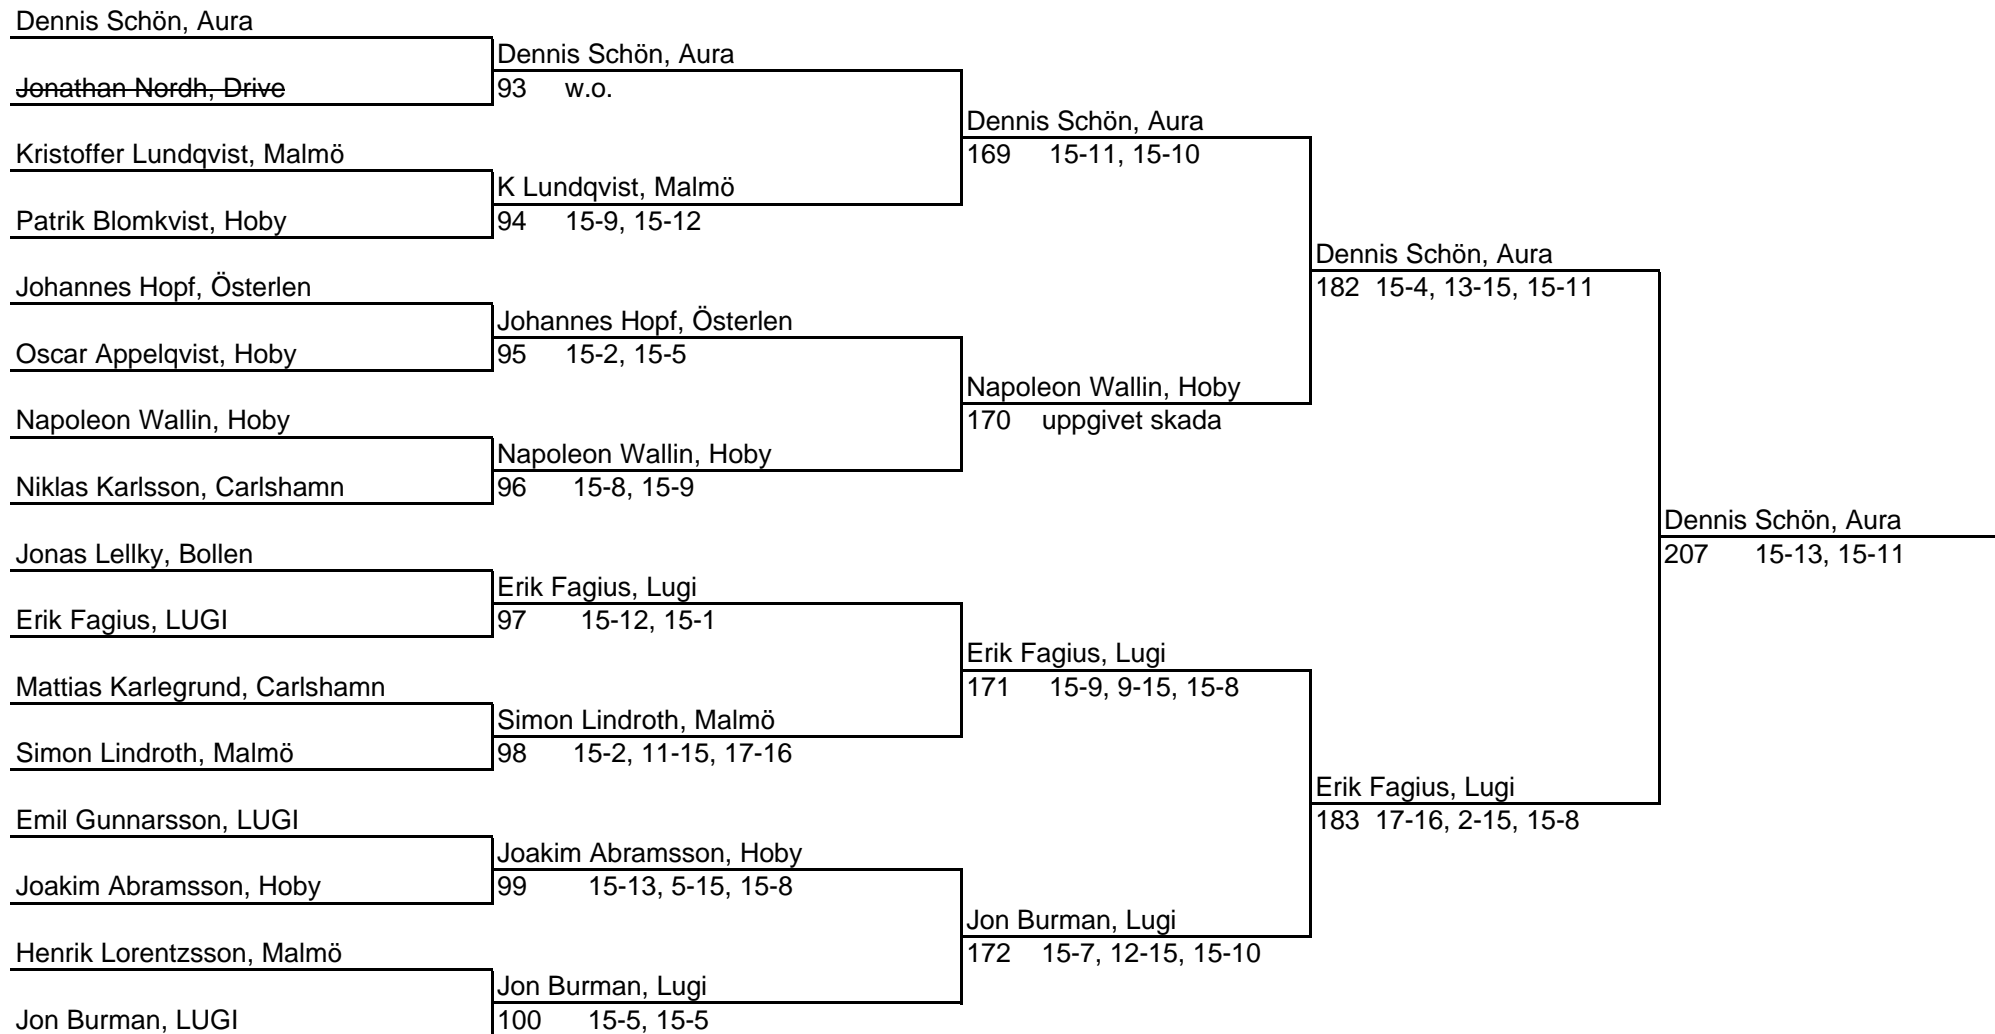 Dennis Schön, Aura
Dennis Schön, Aura
Jonathan Nordh, Drive
93 w.o.
Dennis Schön, Aura
Kristoffer Lundqvist, Malmö
169 15-11, 15-10
K Lundqvist, Malmö
Patrik Blomkvist, Hoby
94 15-9, 15-12
Dennis Schön, Aura
Johannes Hopf, Österlen
182 15-4, 13-15, 15-11
Johannes Hopf, Österlen
Oscar Appelqvist, Hoby
95 15-2, 15-5
Napoleon Wallin, Hoby
Napoleon Wallin, Hoby
170 uppgivet skada
Napoleon Wallin, Hoby
Niklas Karlsson, Carlshamn
96 15-8, 15-9
Dennis Schön, Aura
Jonas Lellky, Bollen
207 15-13, 15-11
Erik Fagius, Lugi
Erik Fagius, LUGI
97 15-12, 15-1
Erik Fagius, Lugi
Mattias Karlegrund, Carlshamn
171 15-9, 9-15, 15-8
Simon Lindroth, Malmö
Simon Lindroth, Malmö
98 15-2, 11-15, 17-16
Erik Fagius, Lugi
Emil Gunnarsson, LUGI
183 17-16, 2-15, 15-8
Joakim Abramsson, Hoby
Joakim Abramsson, Hoby
99 15-13, 5-15, 15-8
Jon Burman, Lugi
Henrik Lorentzsson, Malmö
172 15-7, 12-15, 15-10
Jon Burman, Lugi
Jon Burman, LUGI
100 15-5, 15-5